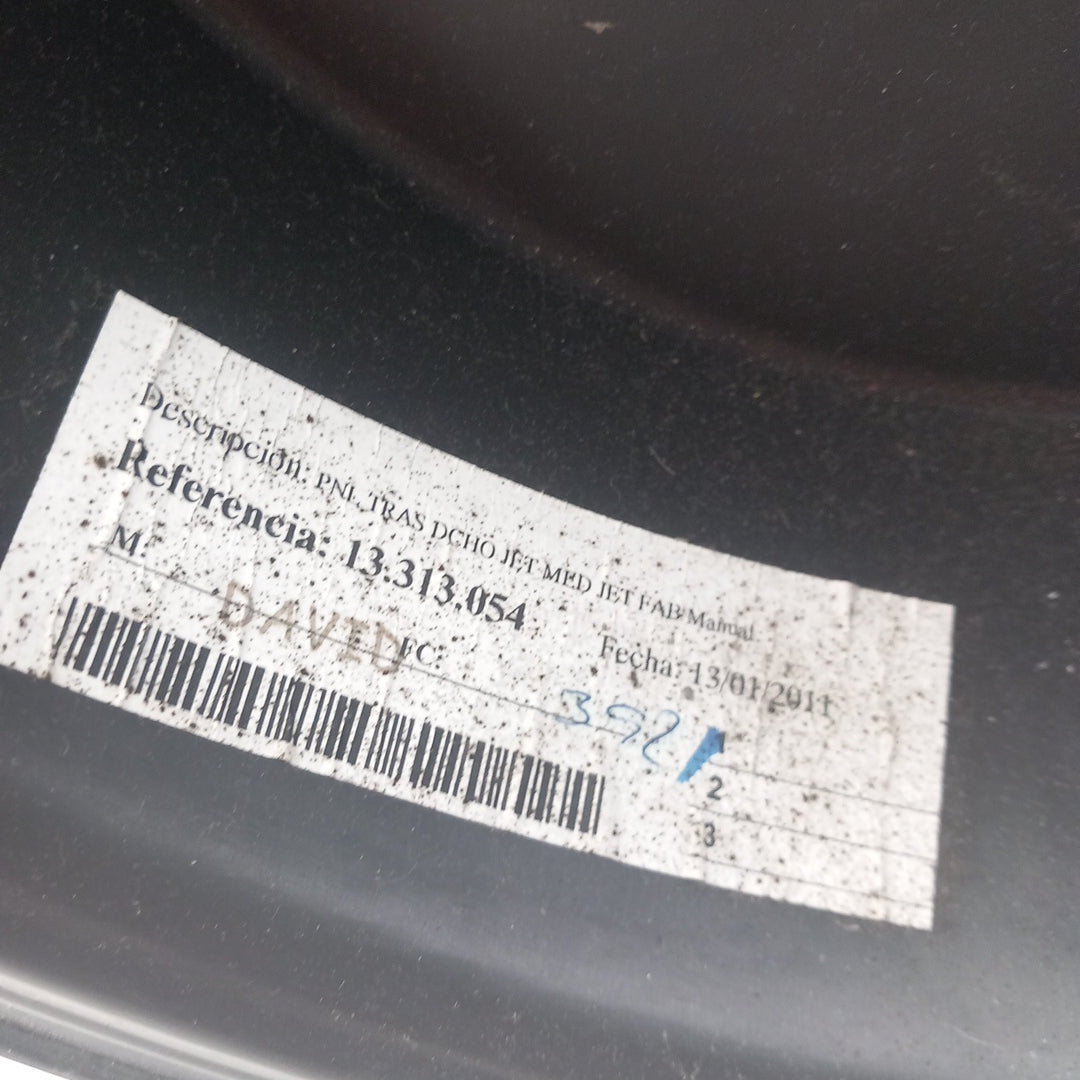 Descripción: PNL TRAS DCHO JET MED JET FAB Manual
Referencia: 13.313.054
Fecha: 13/01/2011
M:
DAVID
FC:
392
2
3